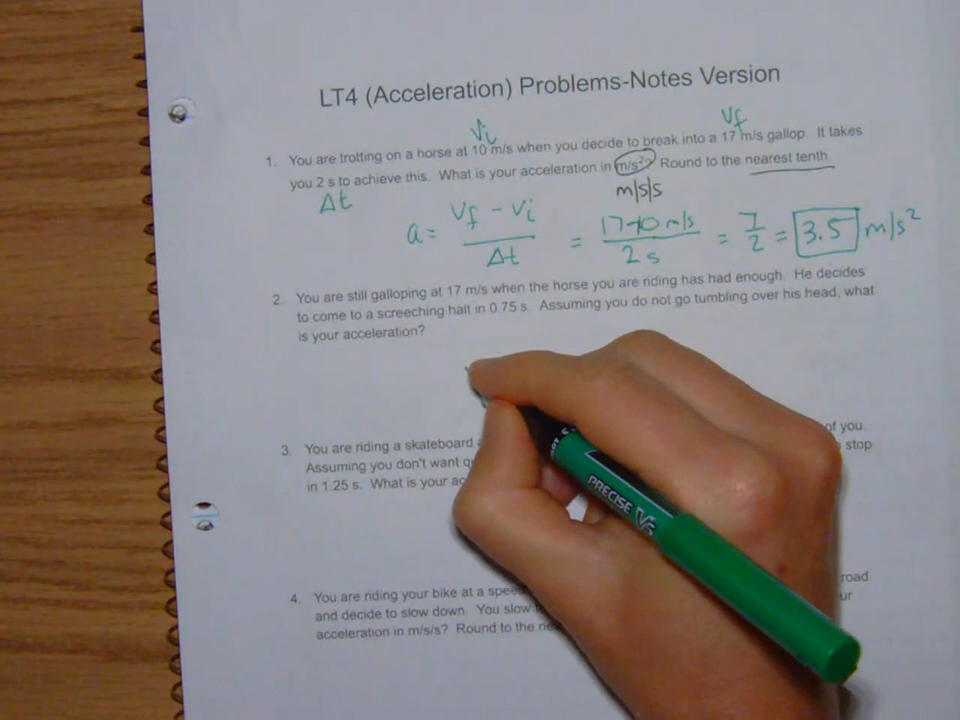 LT4 (Acceleration) Problems-Notes Version
Vi
Vf
1. You are trotting on a horse at 10 m/s when you decide to break into a 17 m/s gallop. It takes
you 2 s to achieve this. What is your acceleration in m/s²? Round to the nearest tenth.
Δt
m/s/s
a = Vf - Vi / Δt = 17-10 m/s / 2 s = 7/2 = 3.5 m/s²
2. You are still galloping at 17 m/s when the horse you are riding has had enough. He decides
to come to a screeching halt in 0.75 s. Assuming you do not go tumbling over his head, what
is your acceleration?
3. You are riding a skateboard of you.
Assuming you don't want stop
in 1.25 s. What is your
4. You are riding your bike at a speed road
and decide to slow down. You slow
acceleration in m/s/s? Round to the
PRECISE V5